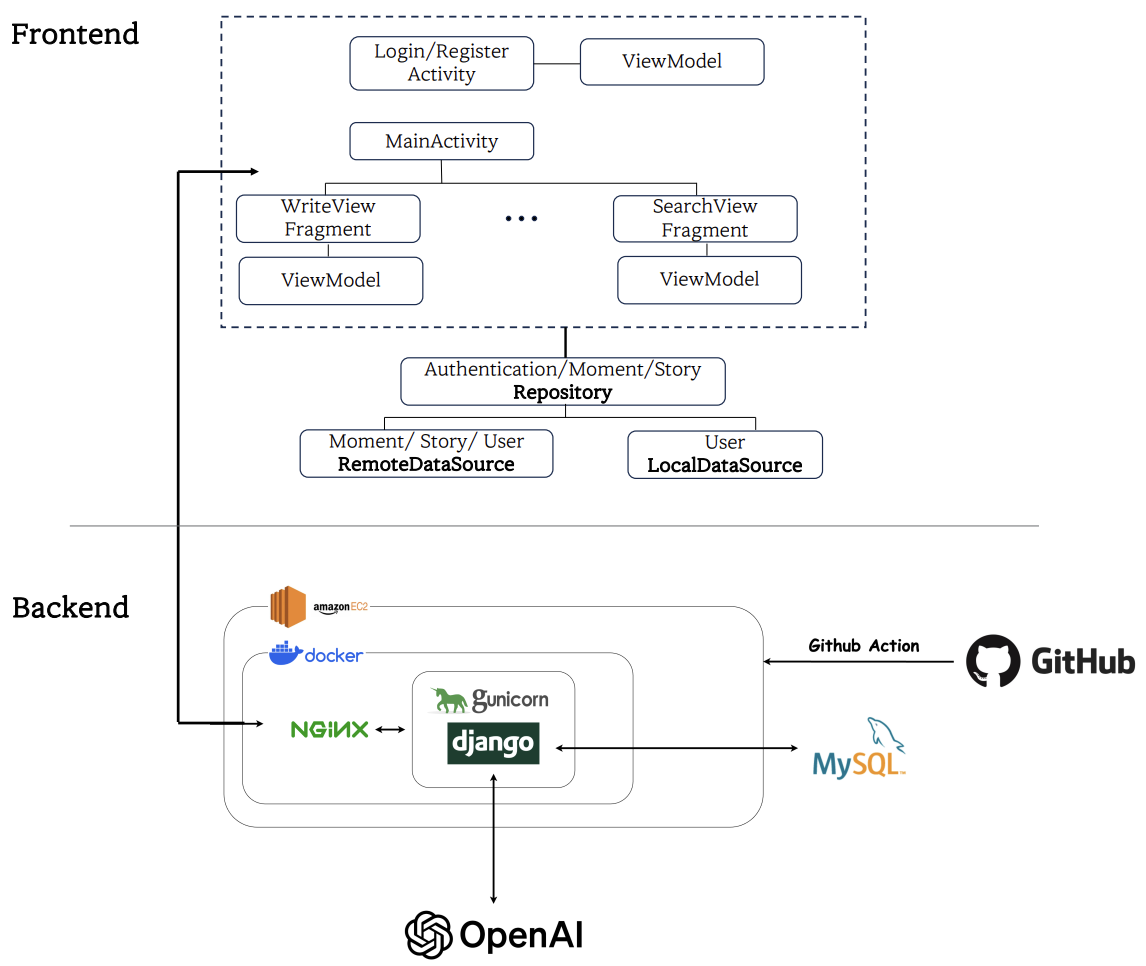 Frontend
Login/Register
Activity
ViewModel
MainActivity
WriteView
Fragment
...
SearchView
Fragment
ViewModel
ViewModel
Authentication/Moment/Story
Repository
Moment/ Story/ User
RemoteDataSource
User
LocalDataSource
Backend
amazon EC2
docker
Github Action
GitHub
gunicorn
NGINX
django
MySQL™
OpenAI